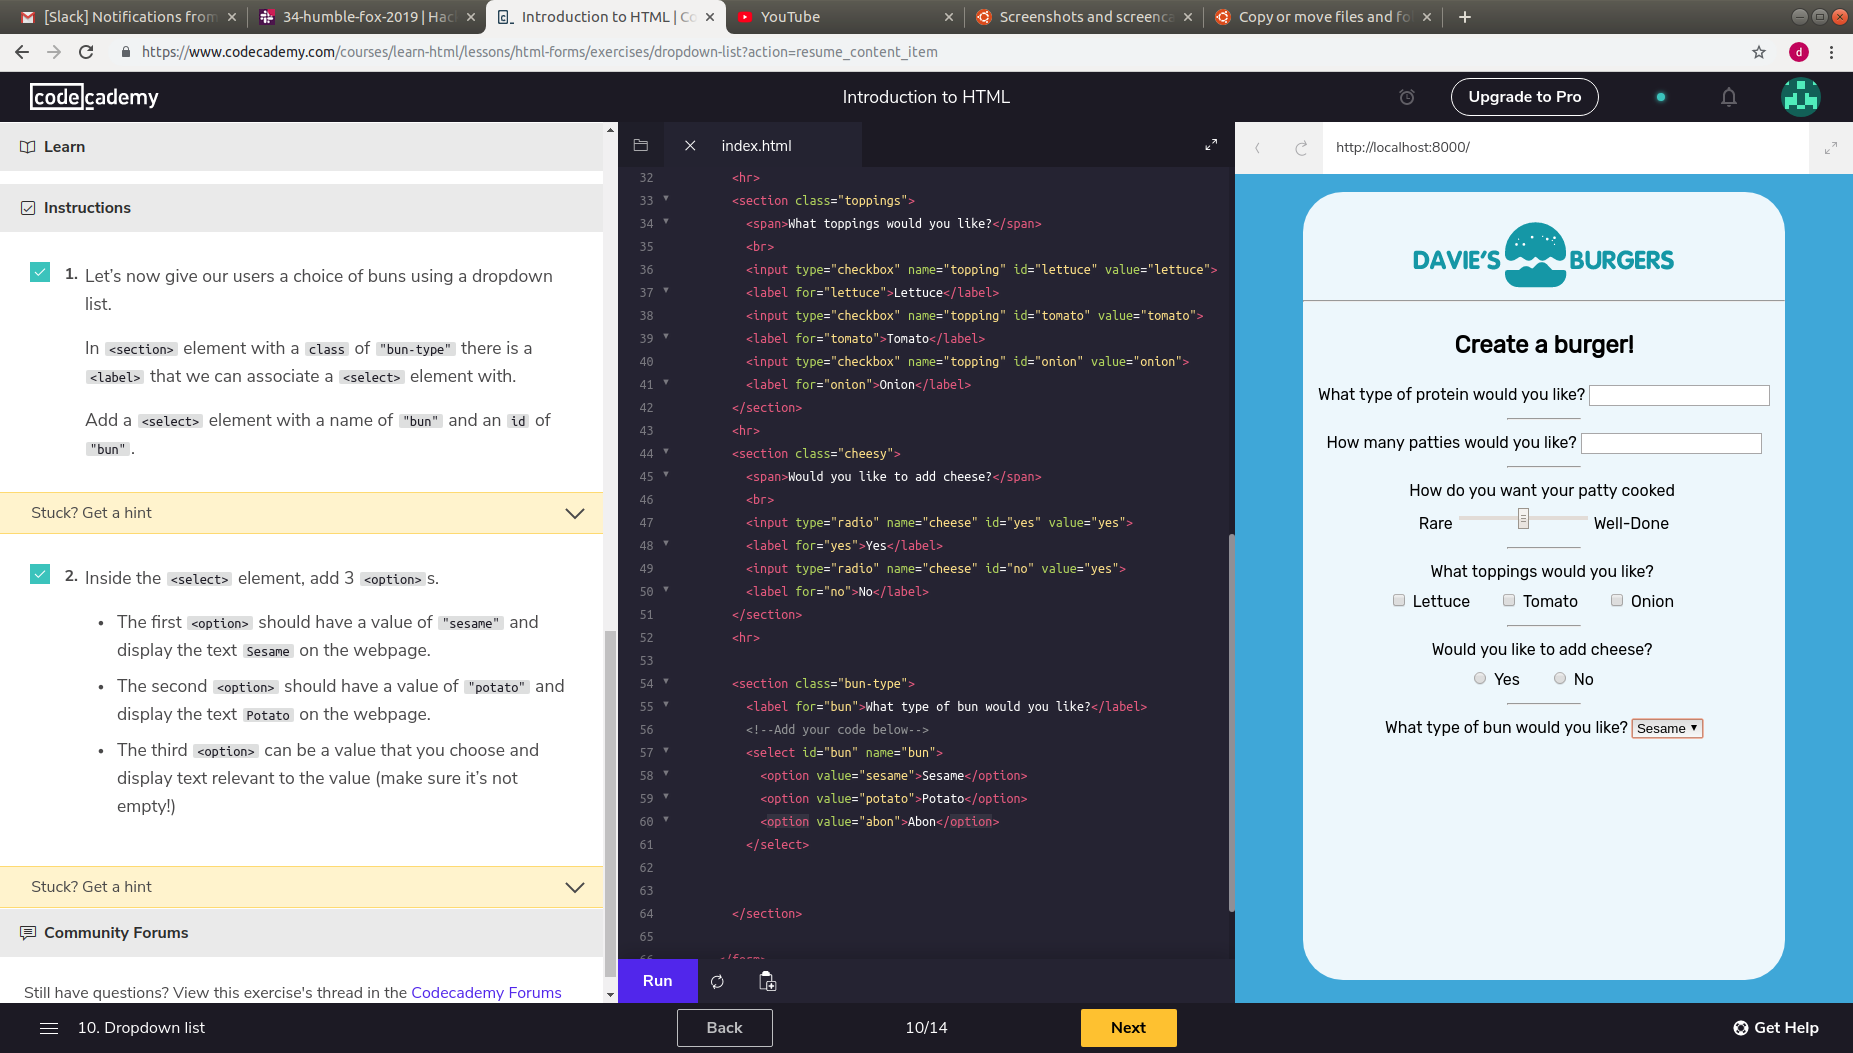 [Slack] Notifications from
34-humble-fox-2019 | Hac
Introduction to HTML | Co
YouTube
Screenshots and screenca
Copy or move files and fol
https://www.codecademy.com/courses/learn-html/lessons/html-forms/exercises/dropdown-list?action=resume_content_item
d
codecademy
Introduction to HTML
Upgrade to Pro
Learn
Instructions
1. Let's now give our users a choice of buns using a dropdown
list.
In <section> element with a class of "bun-type" there is a
<label> that we can associate a <select> element with.
Add a <select> element with a name of "bun" and an id of
"bun".
Stuck? Get a hint
2. Inside the <select> element, add 3 <option>s.
• The first <option> should have a value of "sesame" and
display the text Sesame on the webpage.
• The second <option> should have a value of "potato" and
display the text Potato on the webpage.
• The third <option> can be a value that you choose and
display text relevant to the value (make sure it's not
empty!)
Stuck? Get a hint
Community Forums
Still have questions? View this exercise's thread in the Codecademy Forums
index.html
32 <hr>
33 <section class="toppings">
34 <span>What toppings would you like?</span>
35 <br>
36 <input type="checkbox" name="topping" id="lettuce" value="lettuce">
37 <label for="lettuce">Lettuce</label>
38 <input type="checkbox" name="topping" id="tomato" value="tomato">
39 <label for="tomato">Tomato</label>
40 <input type="checkbox" name="topping" id="onion" value="onion">
41 <label for="onion">Onion</label>
42 </section>
43 <hr>
44 <section class="cheesy">
45 <span>Would you like to add cheese?</span>
46 <br>
47 <input type="radio" name="cheese" id="yes" value="yes">
48 <label for="yes">Yes</label>
49 <input type="radio" name="cheese" id="no" value="yes">
50 <label for="no">No</label>
51 </section>
52 <hr>
53
54 <section class="bun-type">
55 <label for="bun">What type of bun would you like?</label>
56 <!--Add your code below-->
57 <select id="bun" name="bun">
58 <option value="sesame">Sesame</option>
59 <option value="potato">Potato</option>
60 <option value="abon">Abon</option>
61 </select>
62
63
64 </section>
65
66 </form>
Run
http://localhost:8000/
DAVIE'S BURGERS
Create a burger!
What type of protein would you like?
How many patties would you like?
How do you want your patty cooked
Rare Well-Done
What toppings would you like?
Lettuce Tomato Onion
Would you like to add cheese?
Yes No
What type of bun would you like? Sesame
10. Dropdown list
Back
10/14
Next
Get Help